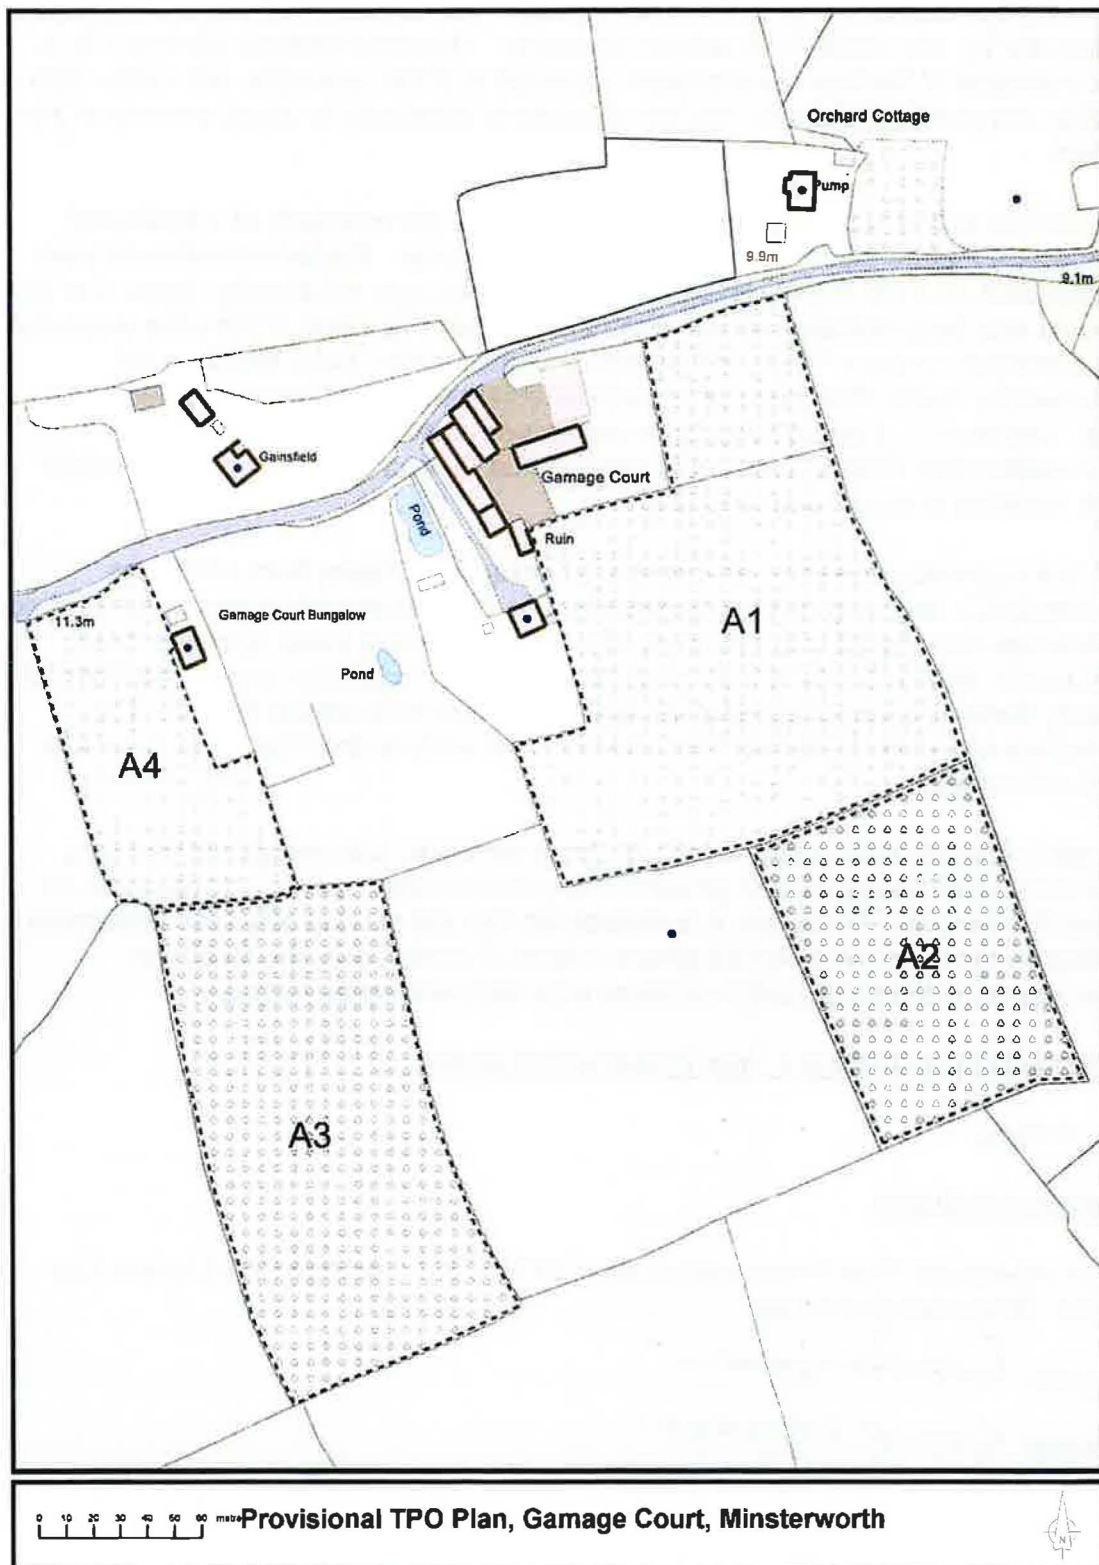 Orchard Cottage
Pump
9.9m
9.1m
Gainsfield
Gamage Court
Pond
Ruin
A1
11.3m
Gamage Court Bungalow
Pond
A4
A2
A3
0 10 20 30 40 50 60 metre
Provisional TPO Plan, Gamage Court, Minsterworth
N